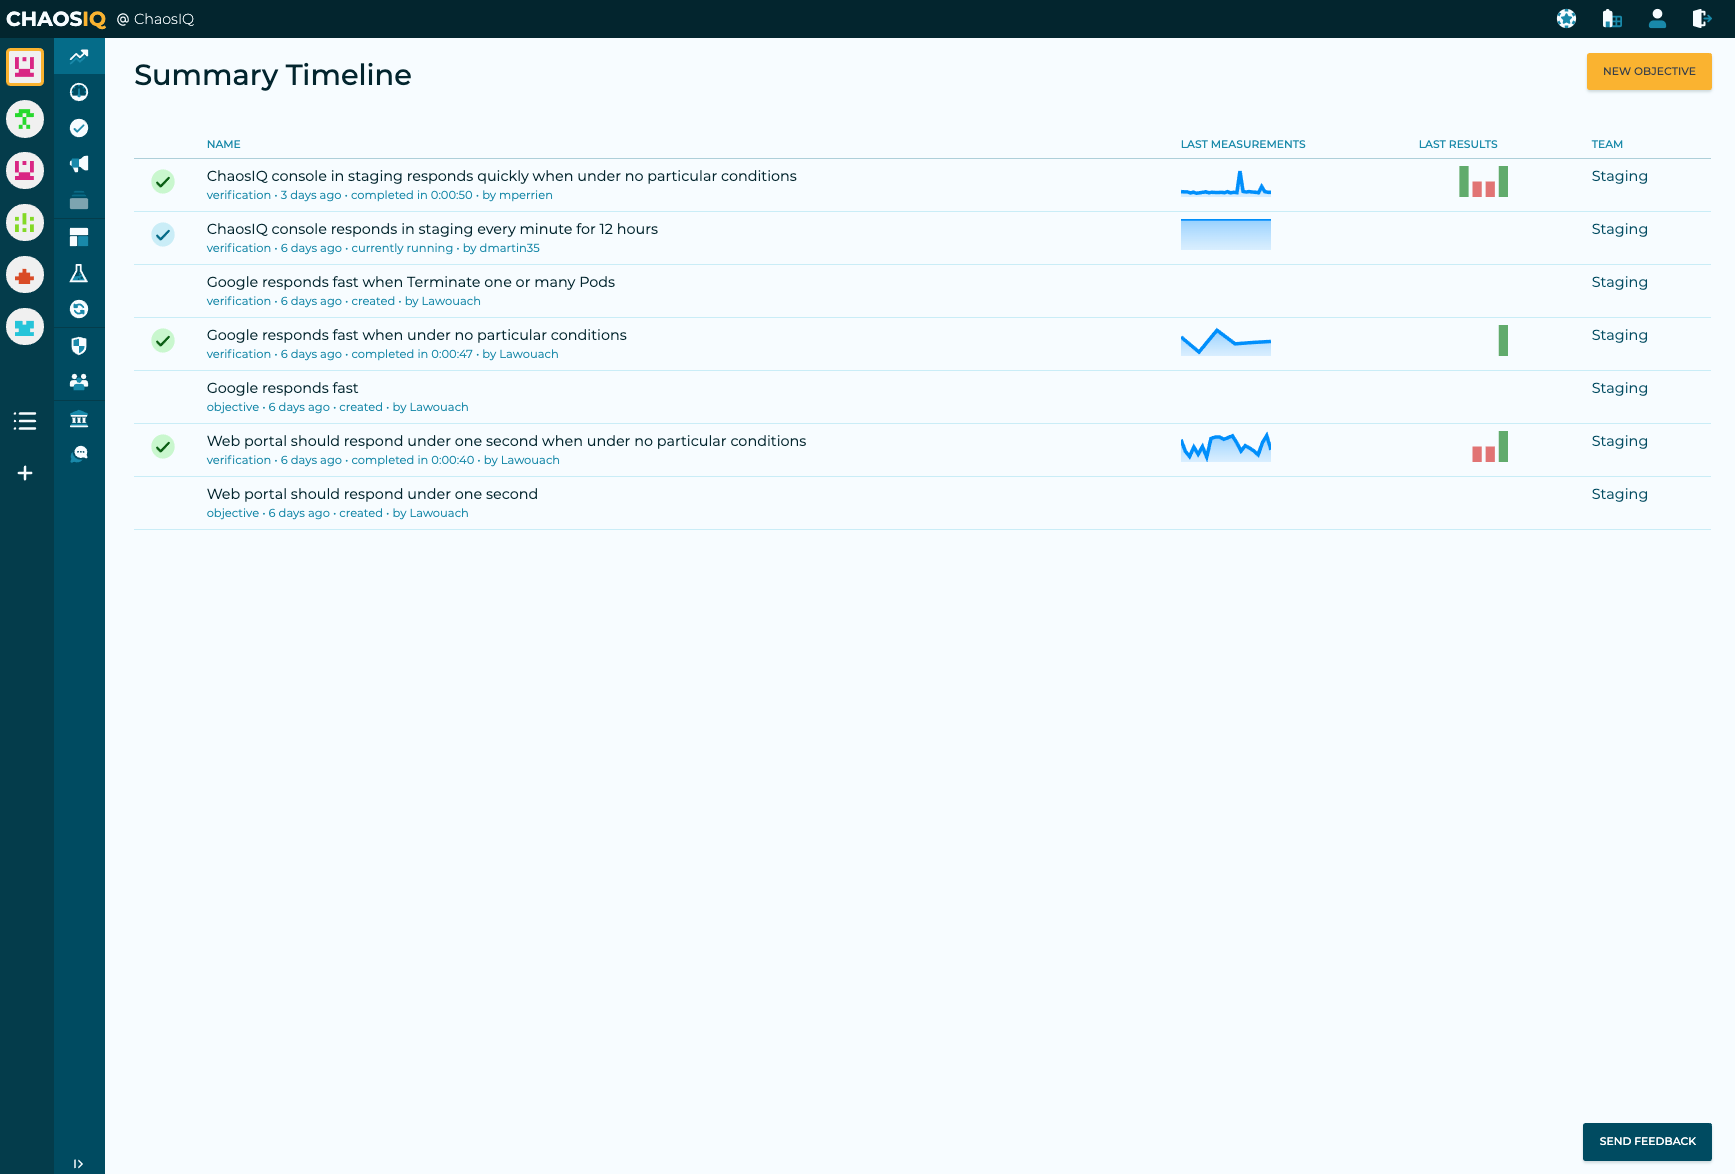 CHAOSIQ @ ChaosIQ
Summary Timeline
NEW OBJECTIVE
NAME LAST MEASUREMENTS LAST RESULTS TEAM
ChaosIQ console in staging responds quickly when under no particular conditions Staging
verification • 3 days ago • completed in 0:00:50 • by mperrien
ChaosIQ console responds in staging every minute for 12 hours Staging
verification • 6 days ago • currently running • by dmartin35
Google responds fast when Terminate one or many Pods Staging
verification • 6 days ago • created • by Lawouach
Google responds fast when under no particular conditions Staging
verification • 6 days ago • completed in 0:00:47 • by Lawouach
Google responds fast Staging
objective • 6 days ago • created • by Lawouach
Web portal should respond under one second when under no particular conditions Staging
verification • 6 days ago • completed in 0:00:40 • by Lawouach
Web portal should respond under one second Staging
objective • 6 days ago • created • by Lawouach
SEND FEEDBACK